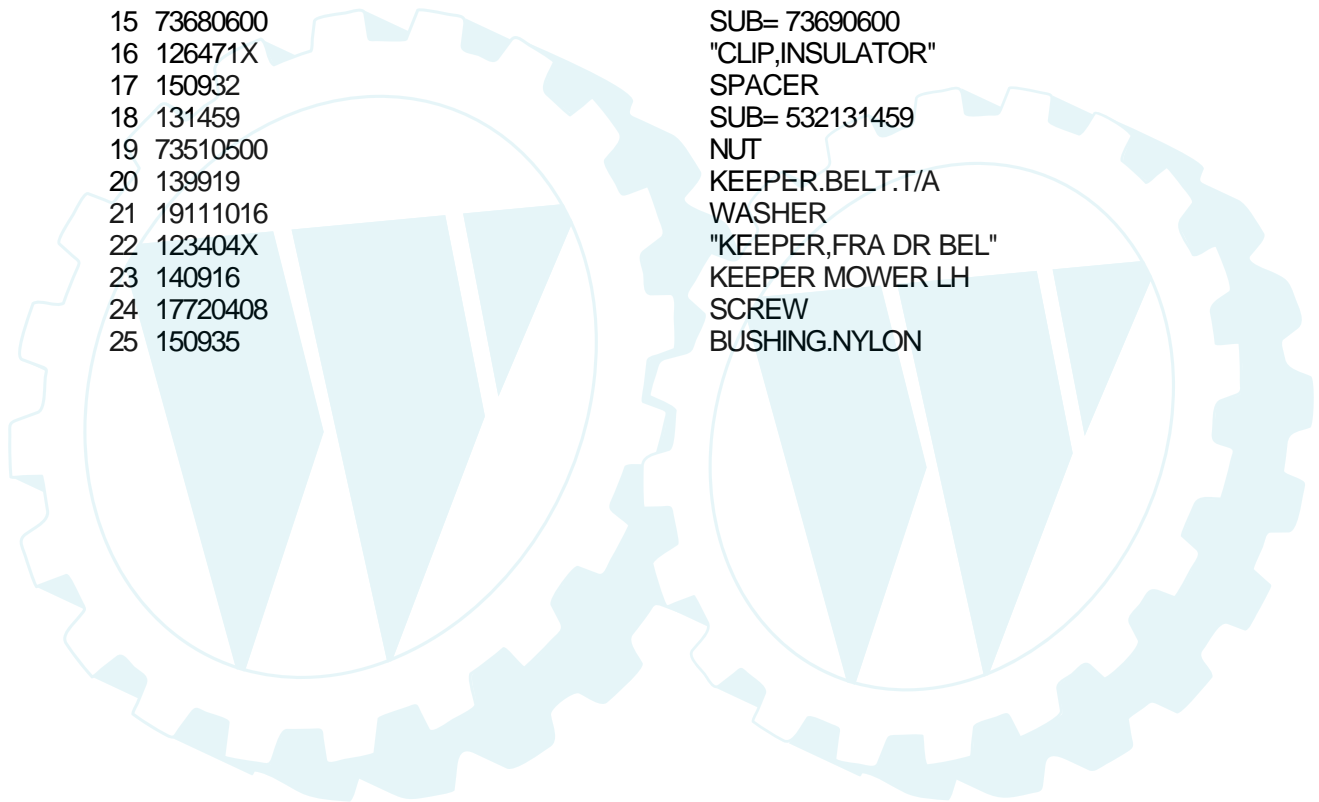 15 73680600 SUB= 73690600
16 126471X "CLIP,INSULATOR"
17 150932 SPACER
18 131459 SUB= 532131459
19 73510500 NUT
20 139919 KEEPER.BELT.T/A
21 19111016 WASHER
22 123404X "KEEPER,FRA DR BEL"
23 140916 KEEPER MOWER LH
24 17720408 SCREW
25 150935 BUSHING.NYLON